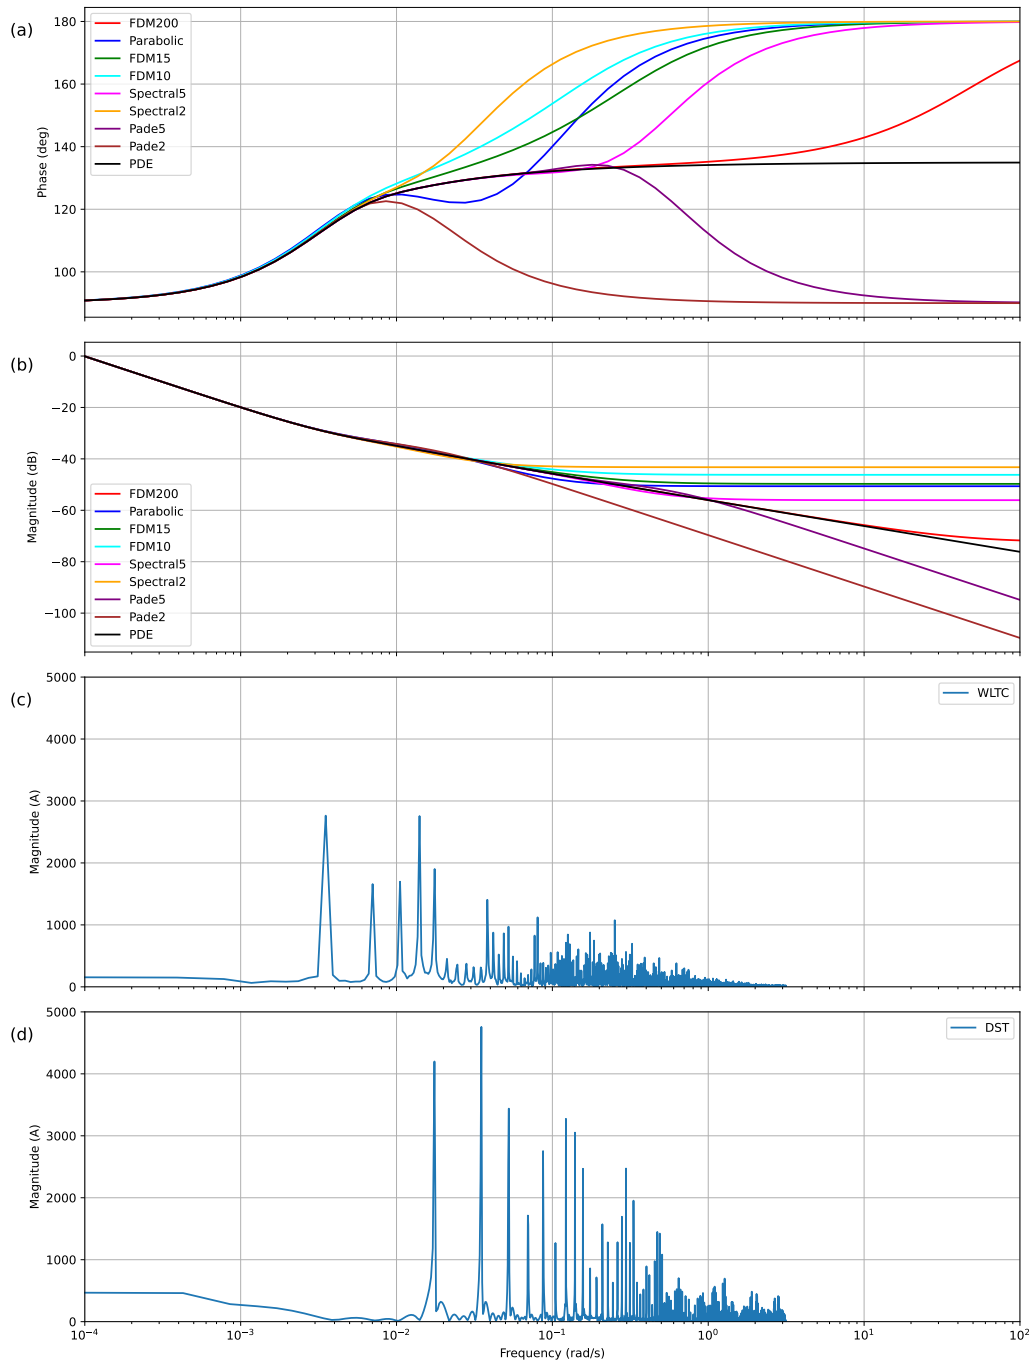 (a)
FDM200
Parabolic
FDM15
FDM10
Spectral5
Spectral2
Pade5
Pade2
PDE
180
160
140
120
100
Phase (deg)
(b)
0
−20
−40
−60
−80
−100
Magnitude (dB)
FDM200
Parabolic
FDM15
FDM10
Spectral5
Spectral2
Pade5
Pade2
PDE
(c)
5000
4000
3000
2000
1000
0
Magnitude (A)
WLTC
(d)
5000
4000
3000
2000
1000
0
Magnitude (A)
DST
10⁻⁴ 10⁻³ 10⁻² 10⁻¹ 10⁰ 10¹ 10²
Frequency (rad/s)